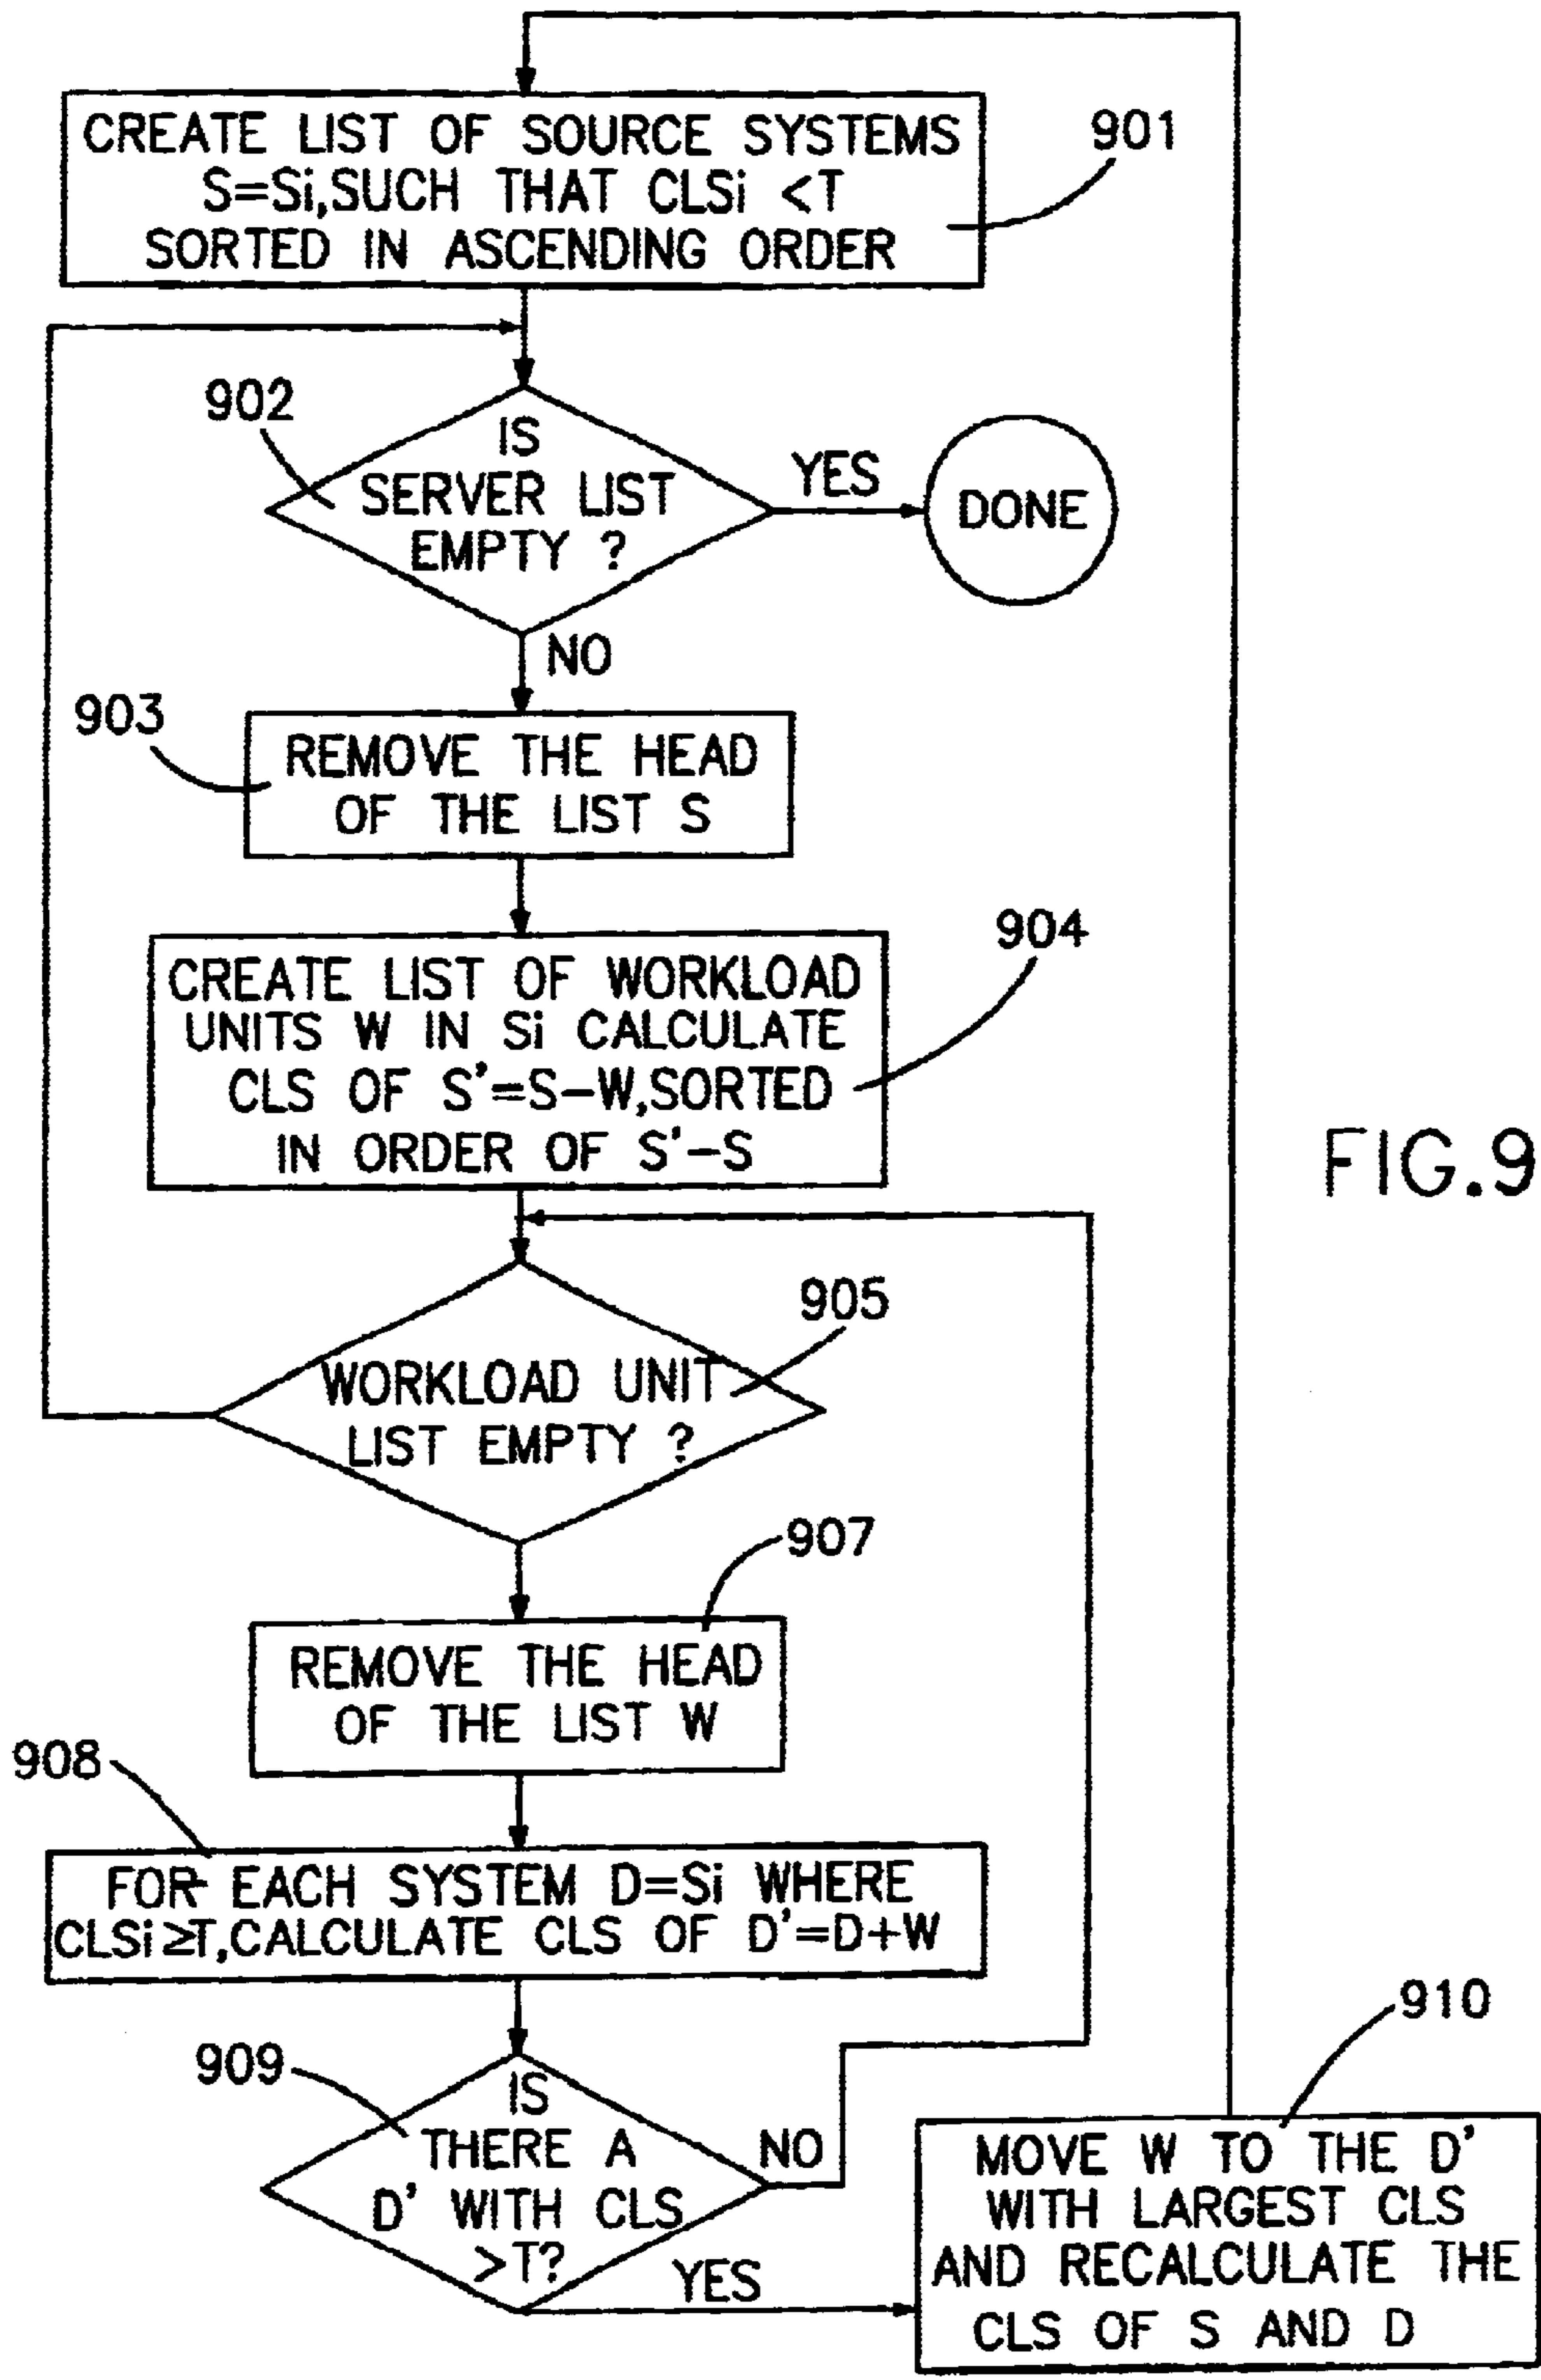 CREATE LIST OF SOURCE SYSTEMS
S=Si,SUCH THAT CLSi <T
SORTED IN ASCENDING ORDER
901
902
IS
SERVER LIST
EMPTY ?
YES
DONE
NO
903
REMOVE THE HEAD
OF THE LIST S
904
CREATE LIST OF WORKLOAD
UNITS W IN Si CALCULATE
CLS OF S'=S-W,SORTED
IN ORDER OF S'-S
FIG.9
905
WORKLOAD UNIT
LIST EMPTY ?
907
REMOVE THE HEAD
OF THE LIST W
908
FOR EACH SYSTEM D=Si WHERE
CLSi≥T,CALCULATE CLS OF D'=D+W
909
IS
THERE A
D' WITH CLS
>T?
NO
YES
910
MOVE W TO THE D'
WITH LARGEST CLS
AND RECALCULATE THE
CLS OF S AND D